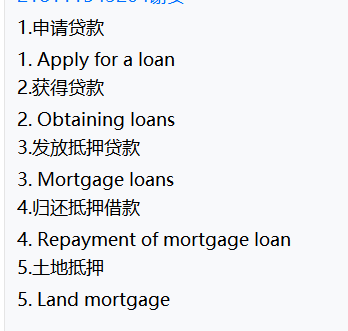 1.申请贷款
1. Apply for a loan
2.获得贷款
2. Obtaining loans
3.发放抵押贷款
3. Mortgage loans
4.归还抵押借款
4. Repayment of mortgage loan
5.土地抵押
5. Land mortgage